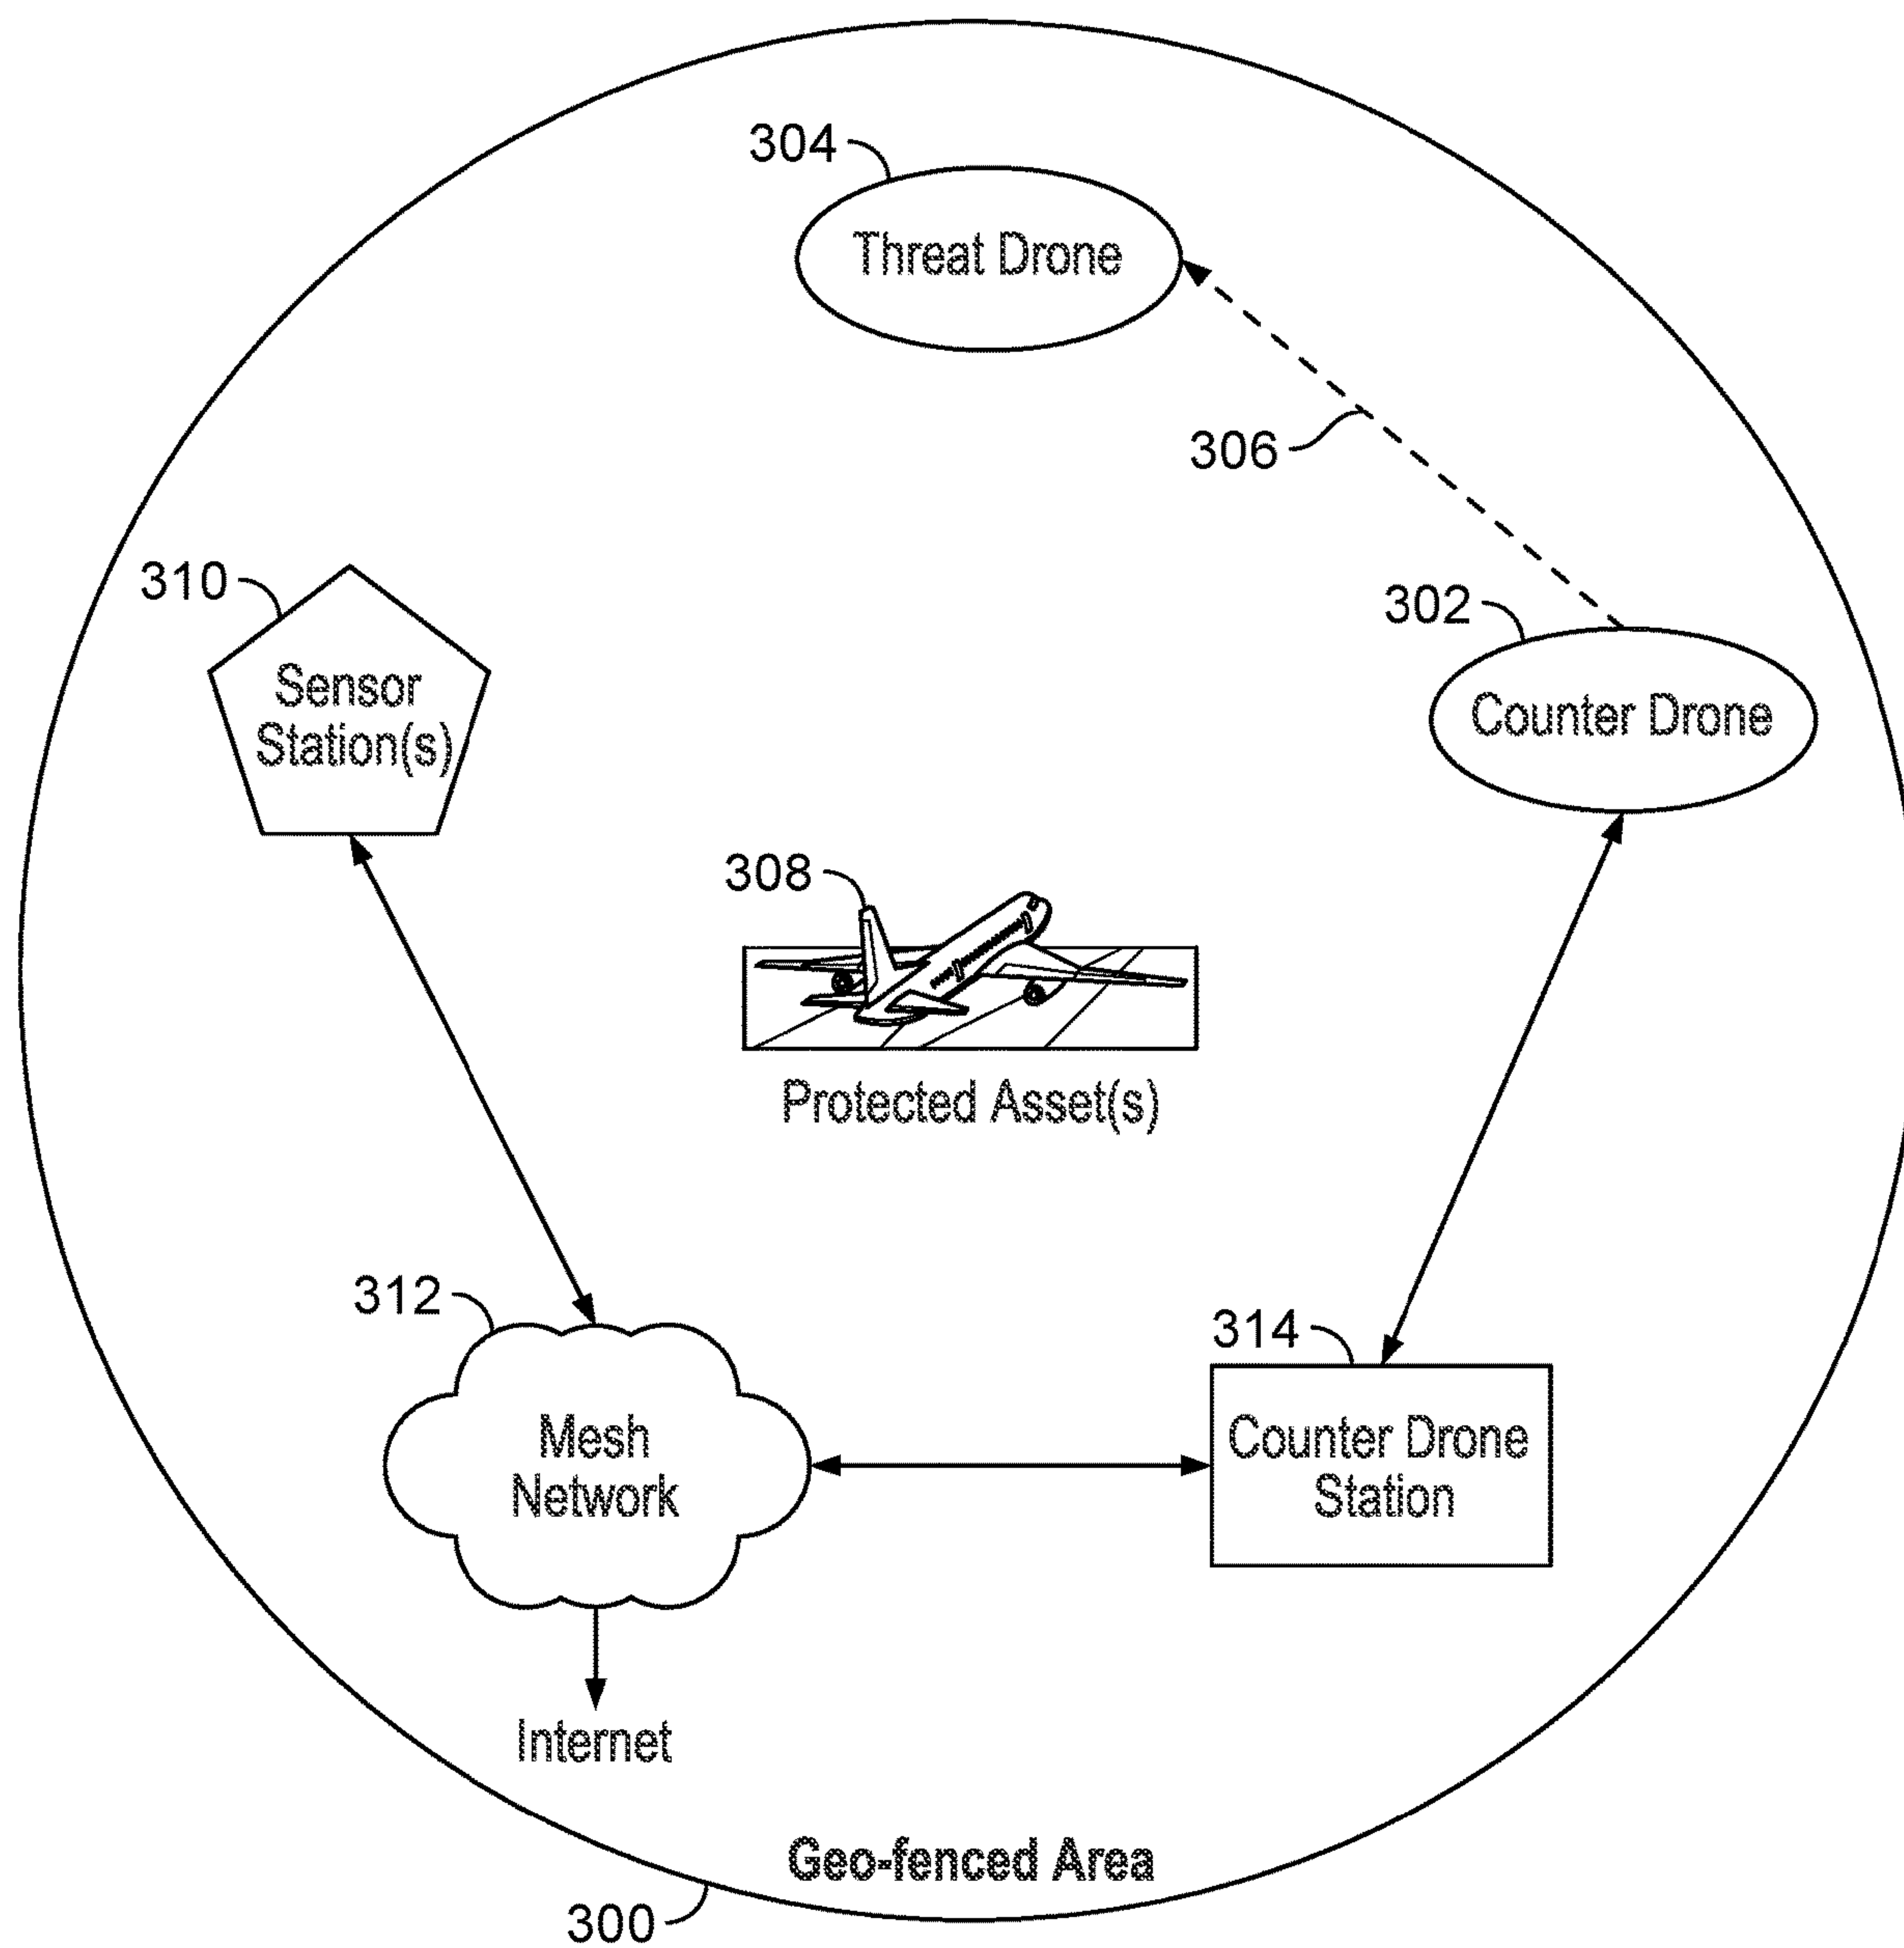 304
Threat Drone
306
310
302
Sensor
Station(s)
Counter Drone
308
Protected Asset(s)
312
314
Mesh
Network
Counter Drone
Station
Internet
Geo-fenced Area
300